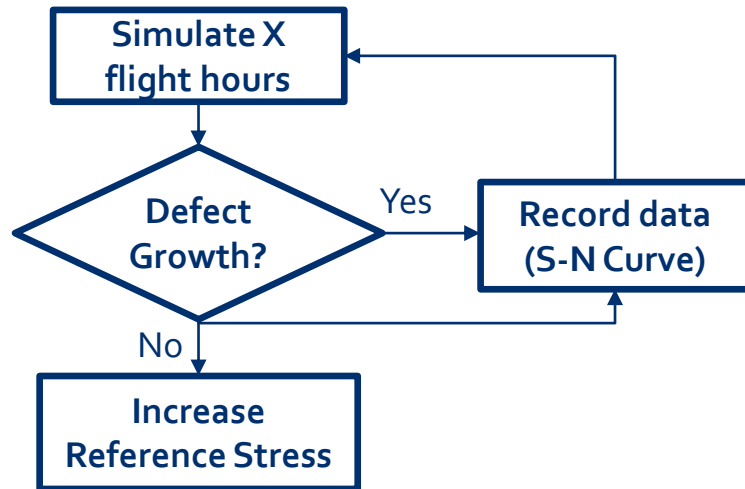 Simulate X
flight hours
Defect
Growth?
Yes
Record data
(S-N Curve)
No
Increase
Reference Stress